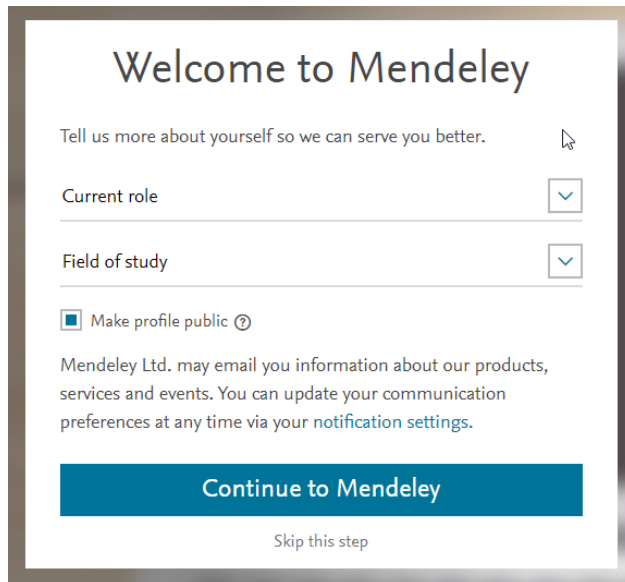 Welcome to Mendeley
Tell us more about yourself so we can serve you better.
Current role
Field of study
Make profile public ?
Mendeley Ltd. may email you information about our products,
services and events. You can update your communication
preferences at any time via your notification settings.
Continue to Mendeley
Skip this step